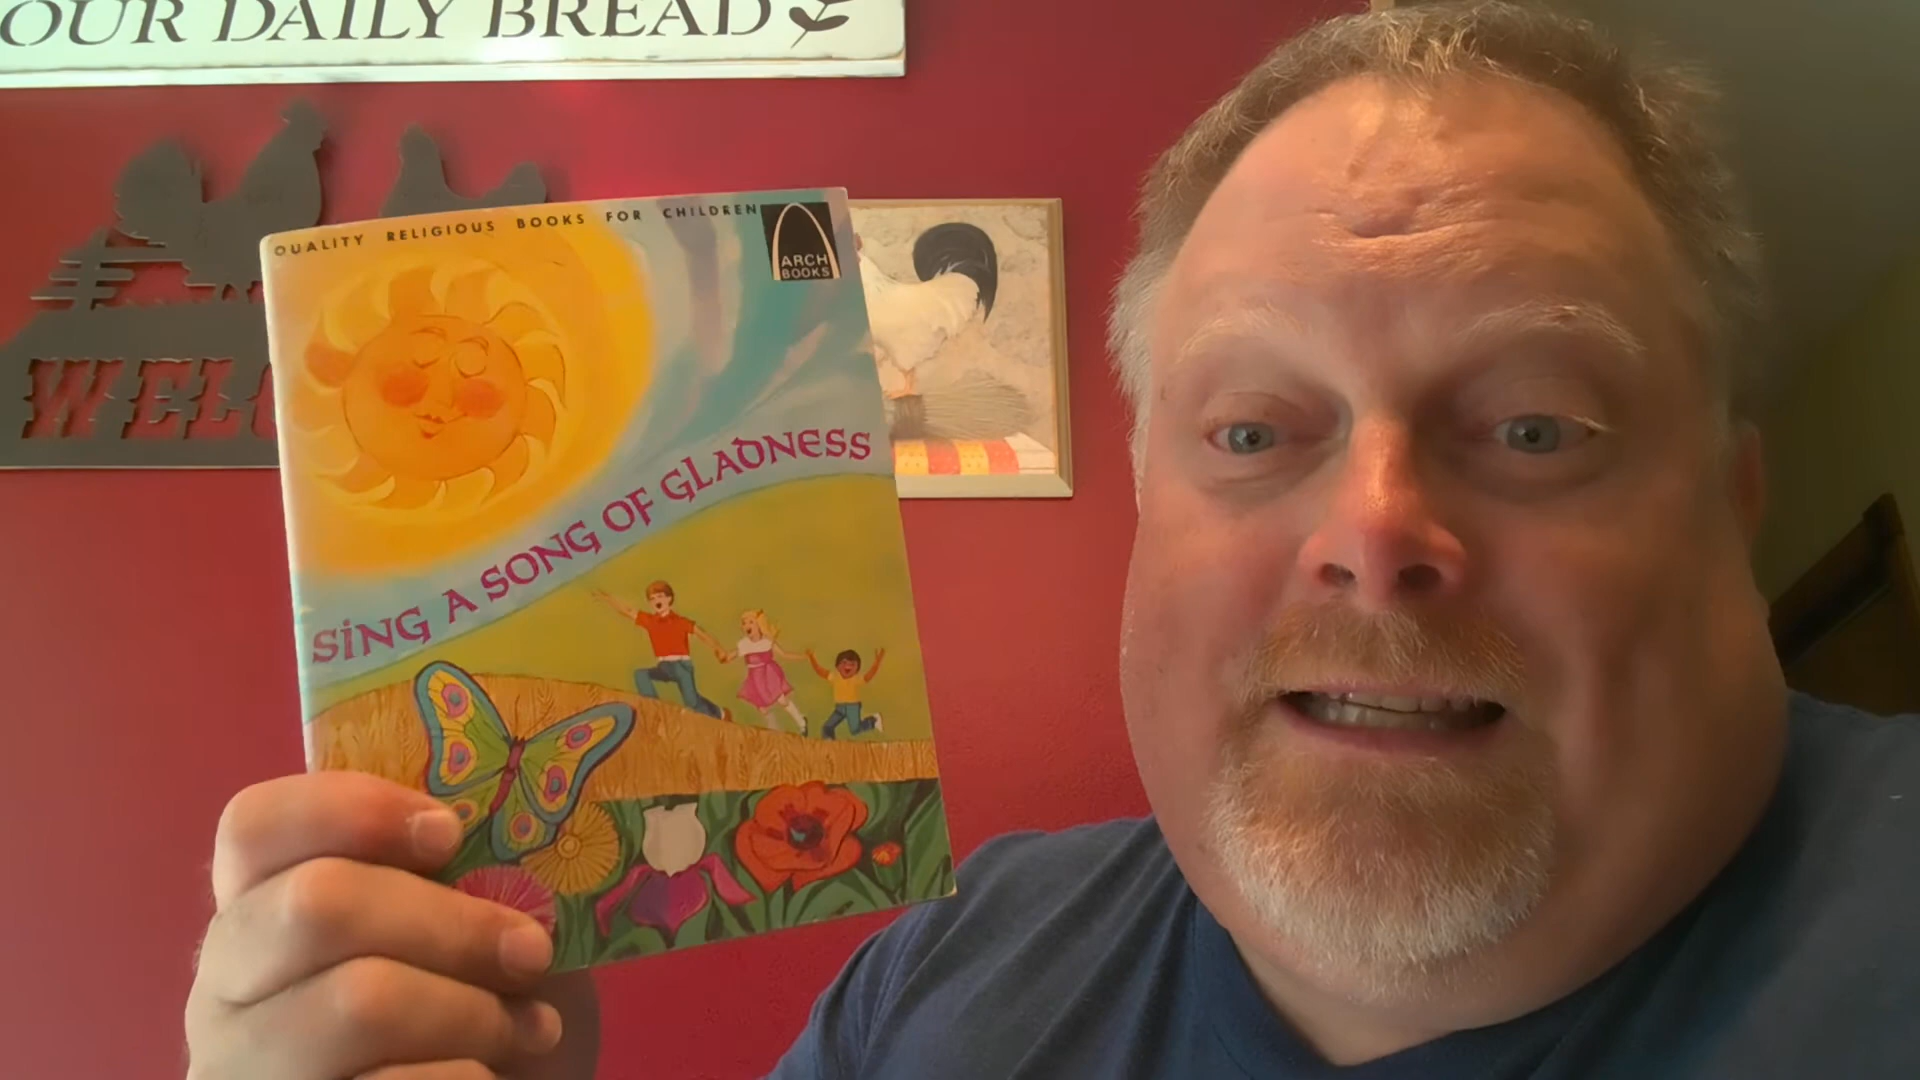 OUR DAILY BREAD
QUALITY RELIGIOUS BOOKS FOR CHILDREN
ARCH
BOOKS
SING A SONG OF GLADNESS